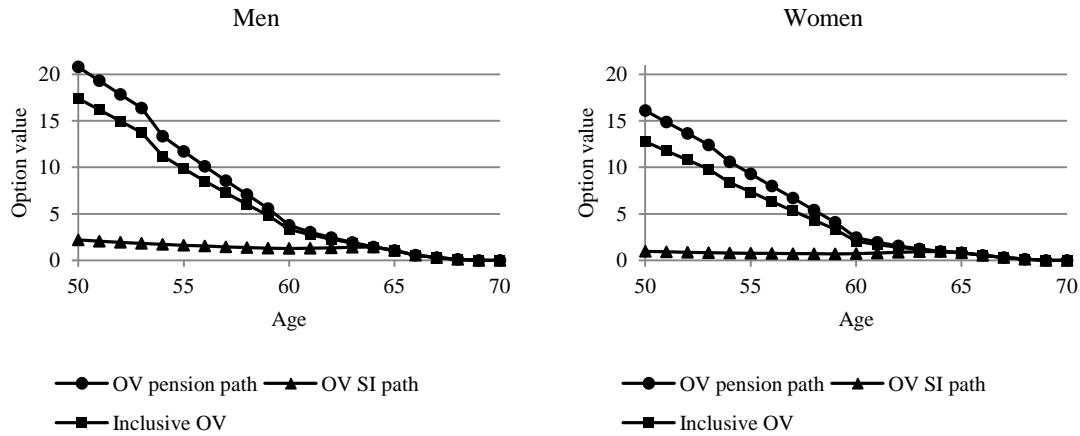 Men
Option value
20
15
10
5
0
50 55 60 65 70
Age
OV pension path OV SI path
Inclusive OV
Women
Option value
20
15
10
5
0
50 55 60 65 70
Age
OV pension path OV SI path
Inclusive OV